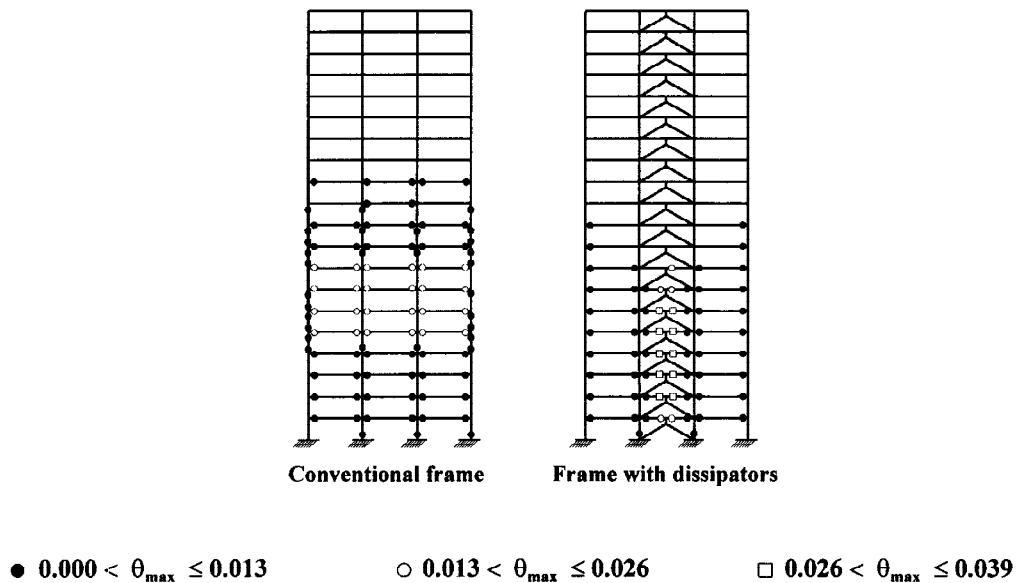 Conventional frame Frame with dissipators
● 0.000 < θmax ≤ 0.013 ○ 0.013 < θmax ≤ 0.026 □ 0.026 < θmax ≤ 0.039